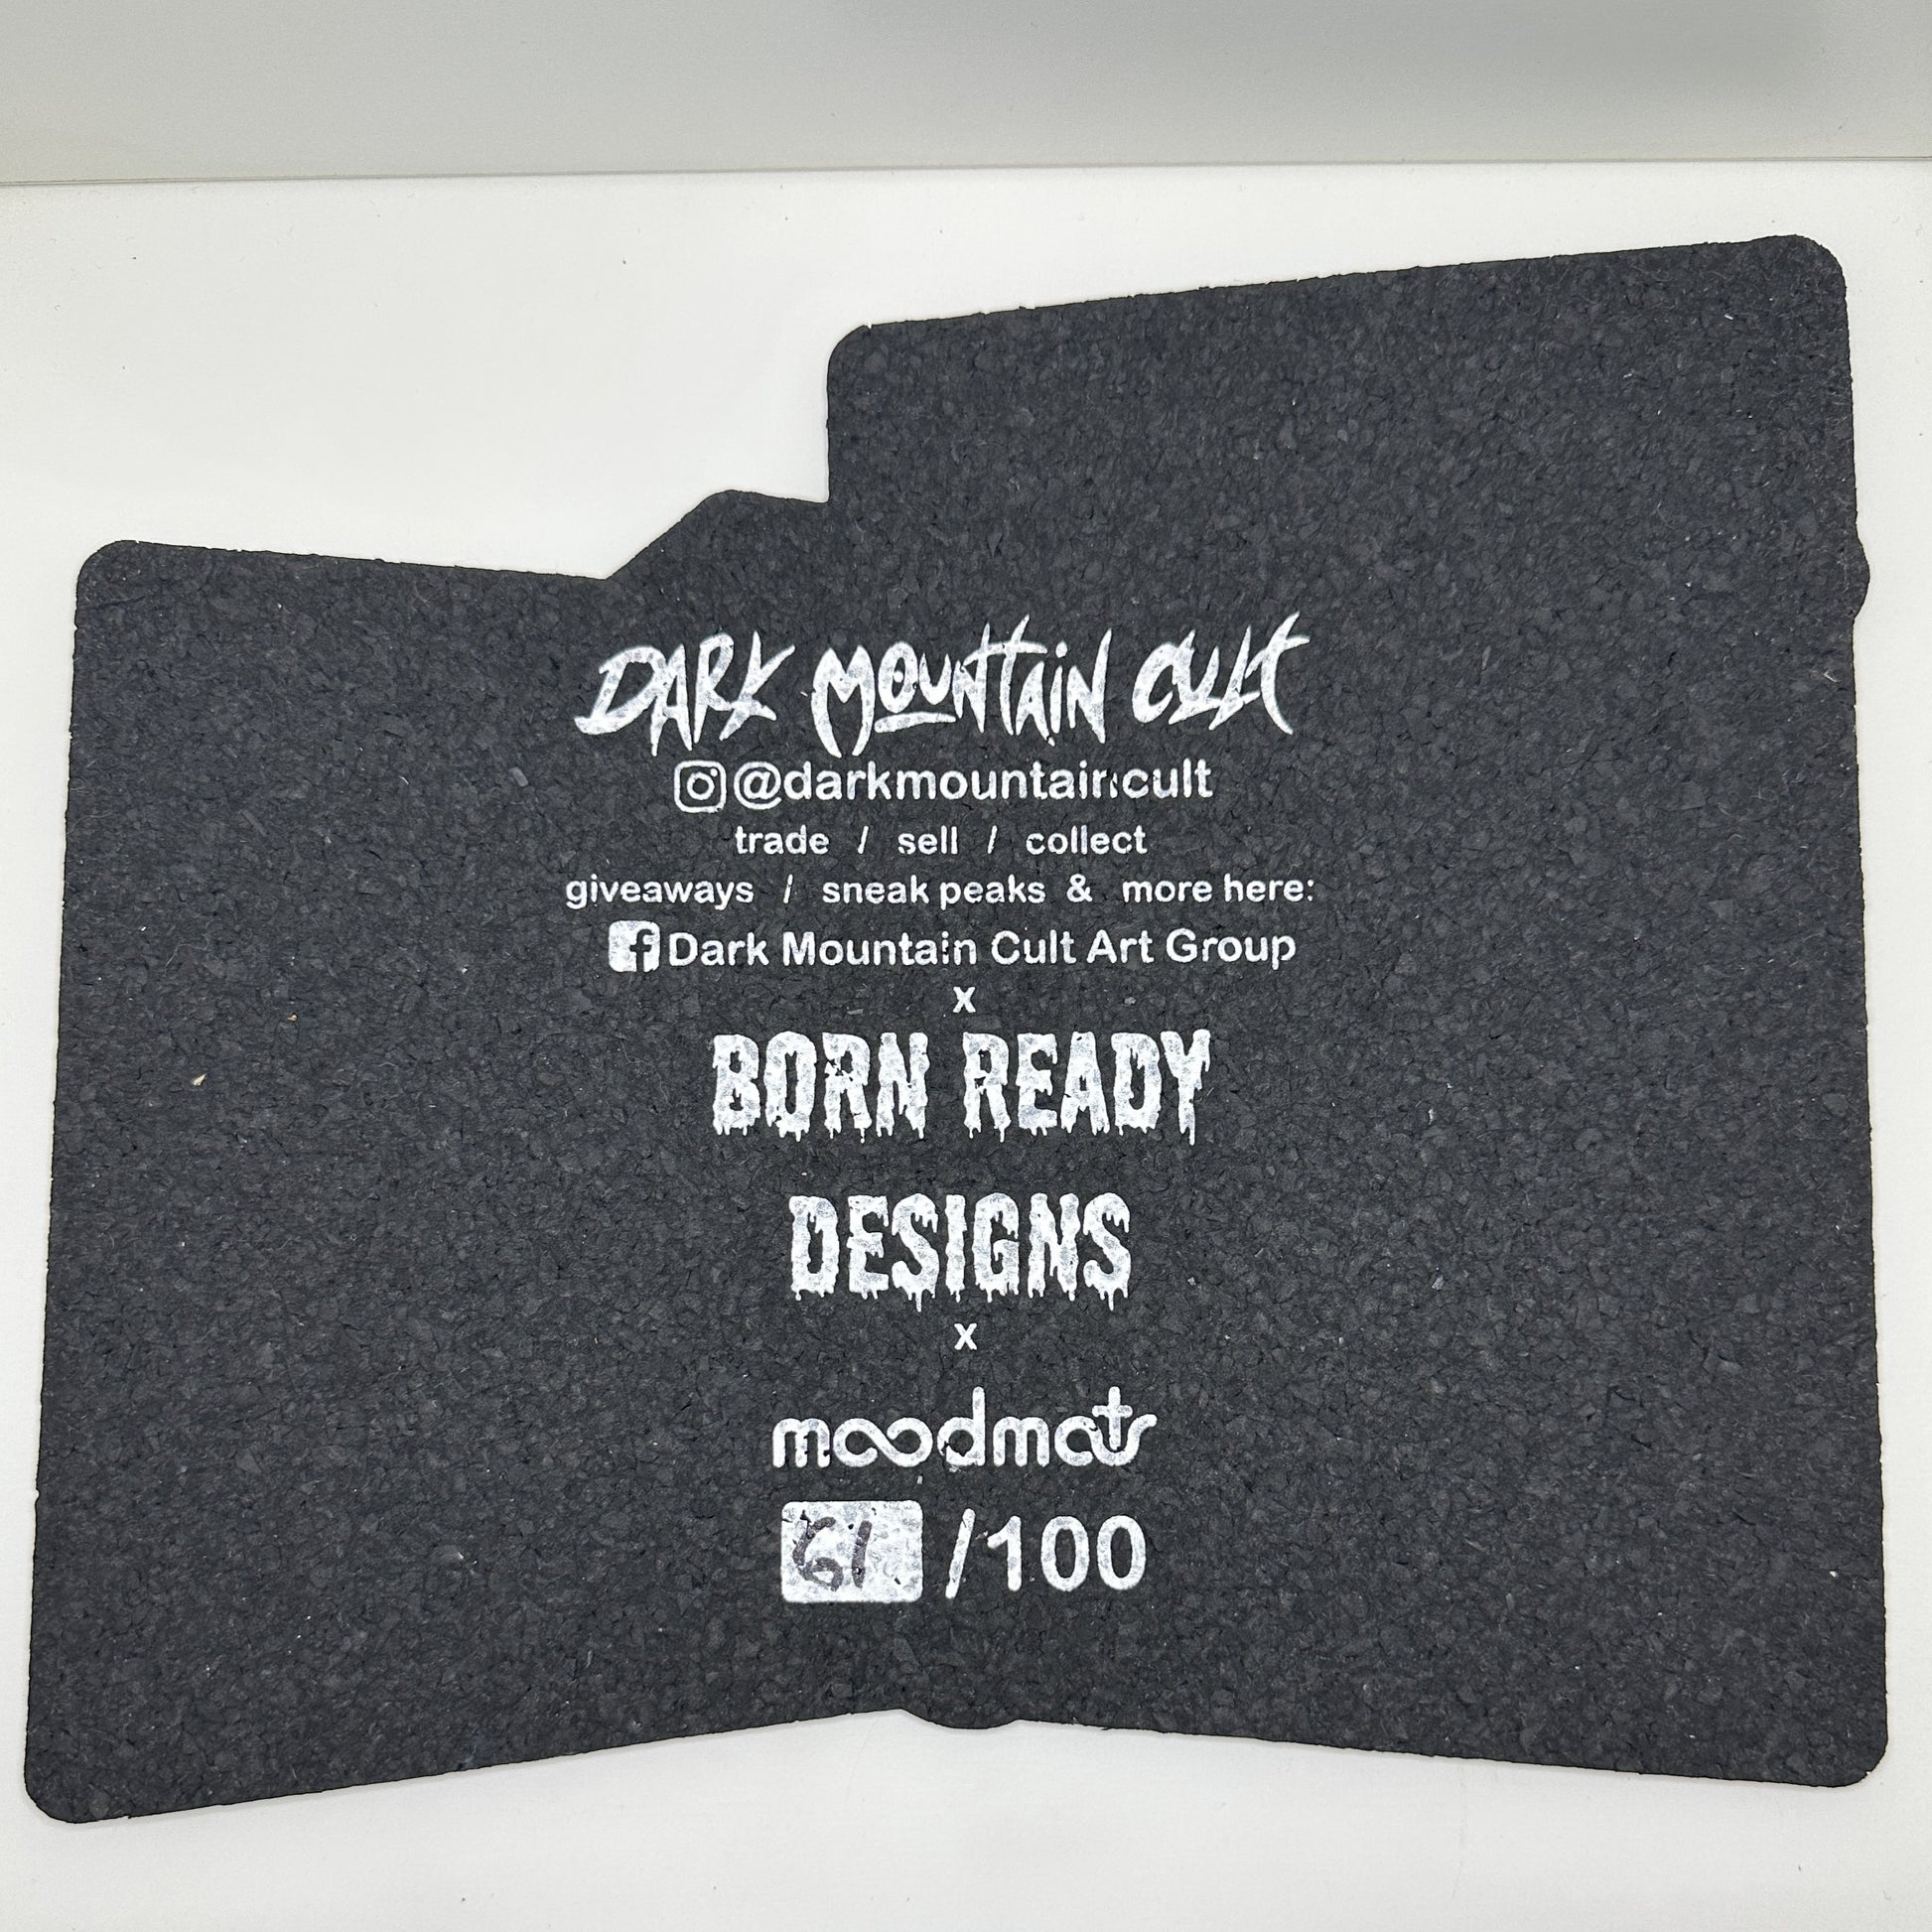 DARK MOUNTAIN CULT
@darkmountaincult
trade / sell / collect
giveaways / sneak peaks & more here:
Dark Mountain Cult Art Group
x
BORN READY
DESIGNS
x
moodmats
61 /100